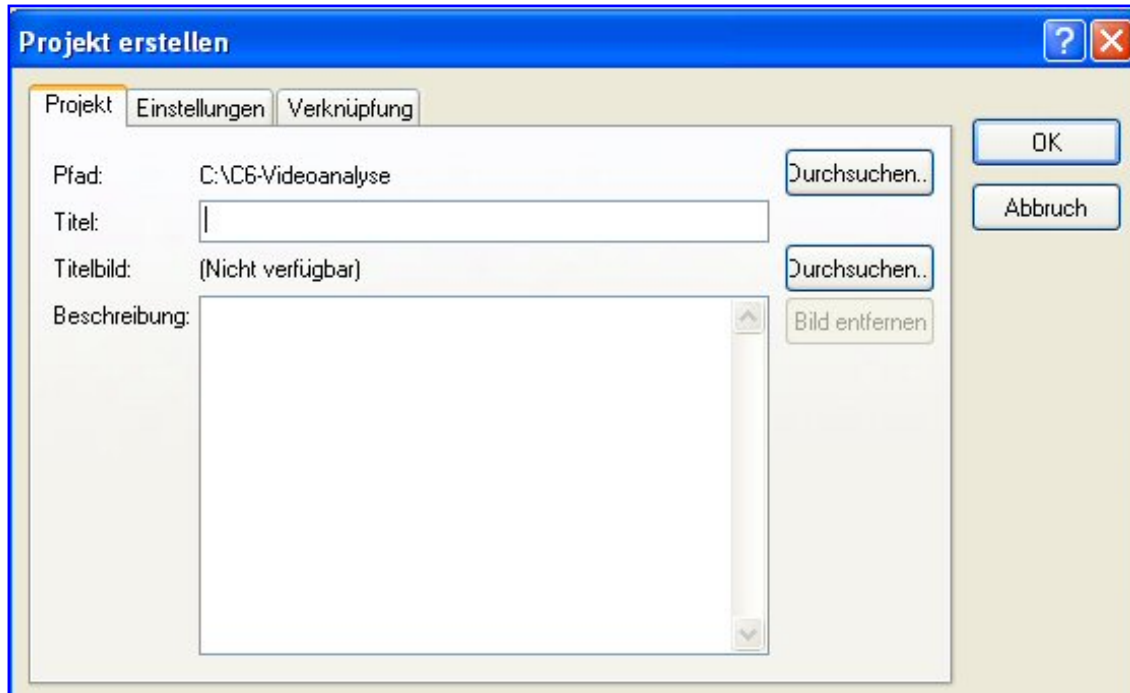 Projekt erstellen
Projekt Einstellungen Verknüpfung
OK
Pfad: C:\C6-Videoanalyse Durchsuchen..
Abbruch
Titel:
Titelbild: (Nicht verfügbar) Durchsuchen..
Beschreibung: Bild entfernen